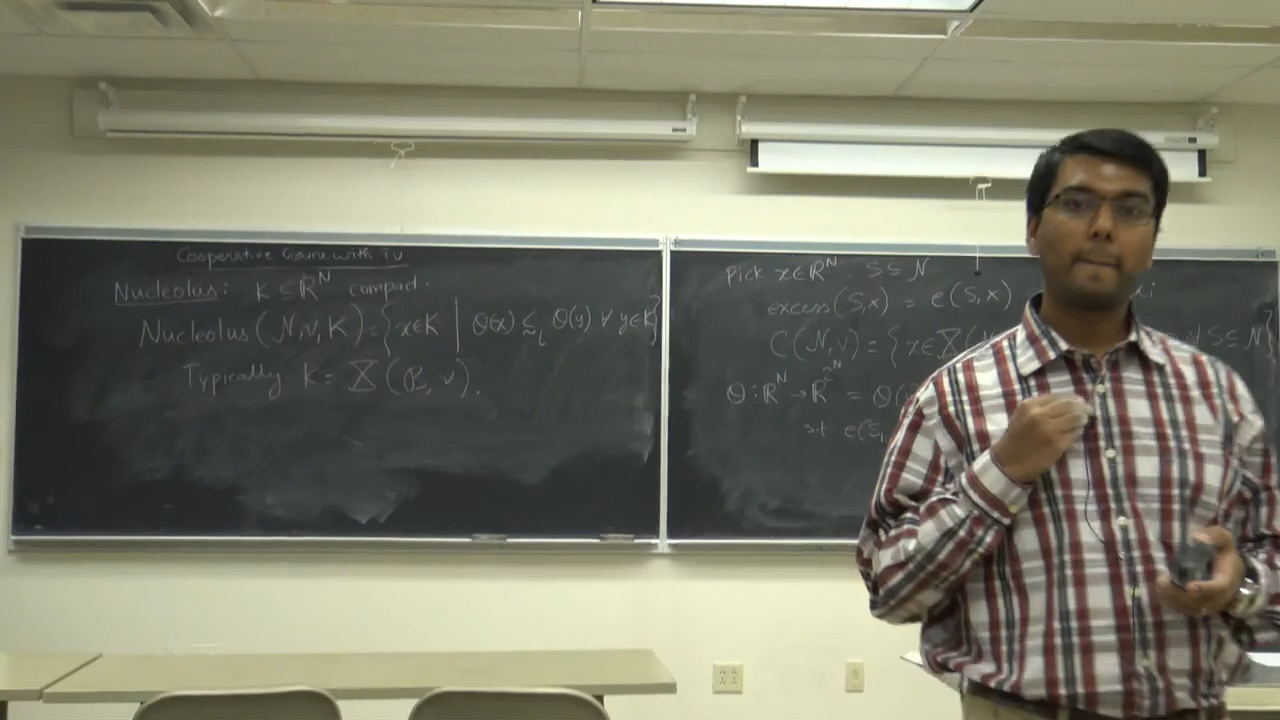 Cooperative Game with TU
Nucleolus: K ⊆ ℝ^N compact.
Nucleolus(N,v,K) = {x∈K | Θ(x) ≤_L Θ(y) ∀ y∈K}
Typically K = X(B, v).
Pick x∈ℝ^N. S⊆N
excess(S,x) = e(S,x)
C(N,v) = {x∈X( S⊆N}
Θ: ℝ^N → ℝ^{2^N} = Θ(
s.t e(S